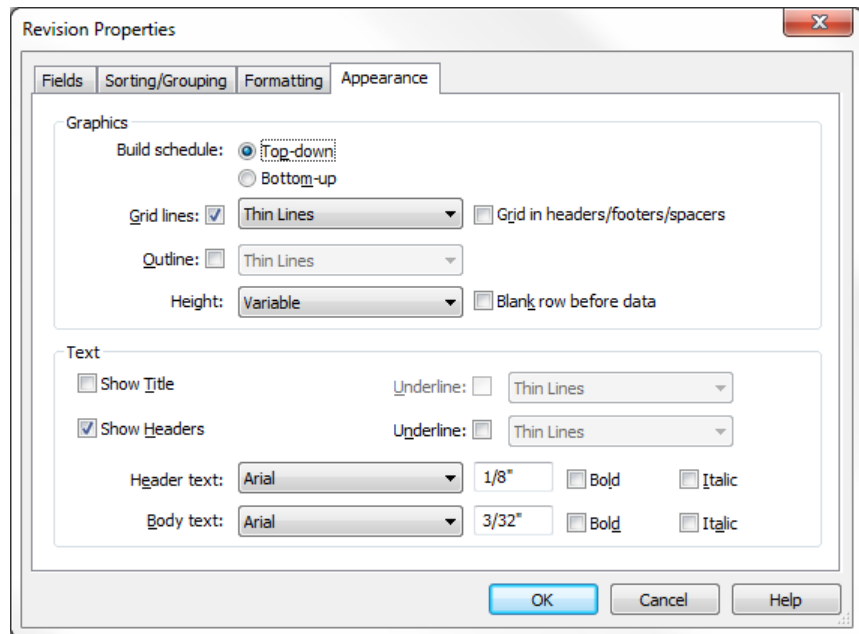 Revision Properties
Fields Sorting/Grouping Formatting Appearance
Graphics
Build schedule: Top-down
Bottom-up
Grid lines: Thin Lines Grid in headers/footers/spacers
Outline: Thin Lines
Height: Variable Blank row before data
Text
Show Title Underline: Thin Lines
Show Headers Underline: Thin Lines
Header text: Arial 1/8" Bold Italic
Body text: Arial 3/32" Bold Italic
OK Cancel Help